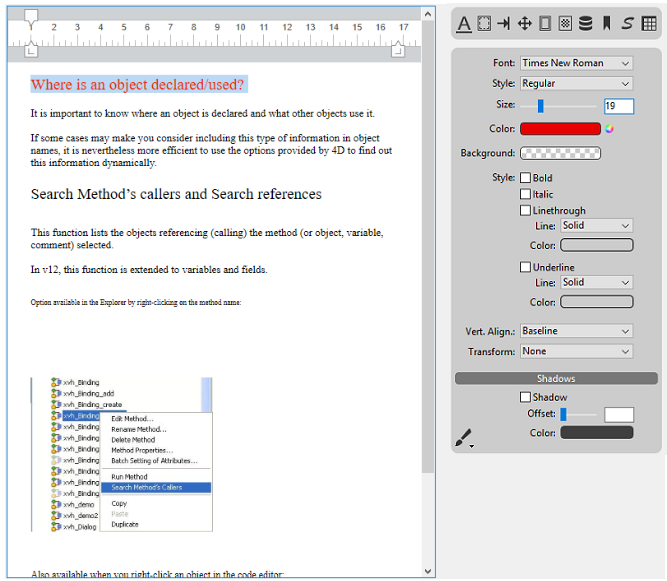 1 2 3 4 5 6 7 8 9 10 11 12 13 14 15 16 17
Where is an object declared/used?
It is important to know where an object is declared and what other objects use it.
If some cases may make you consider including this type of information in object
names, it is nevertheless more efficient to use the options provided by 4D to find out
this information dynamically.
Search Method's callers and Search references
This function lists the objects referencing (calling) the method (or object, variable,
comment) selected.
In v12, this function is extended to variables and fields.
Option available in the Explorer by right-clicking on the method name:
xvh_Binding
xvh_Binding_add
xvh_Binding_create
xvh_Binding
xvh_Binding
xvh_Binding
xvh_Binding
xvh_Binding
xvh_Binding
xvh_Binding
xvh_Binding
xvh_demo
xvh_demo2
xvh_Dialog
Edit Method...
Rename Method...
Delete Method
Method Properties...
Batch Setting of Attributes...
Run Method
Search Method's Callers
Copy
Paste
Duplicate
Also available when you right-click an object in the code editor:
A S
Font: Times New Roman
Style: Regular
Size: 19
Color:
Background:
Style: Bold
Italic
Linethrough
Line: Solid
Color:
Underline
Line: Solid
Color:
Vert. Align.: Baseline
Transform: None
Shadows
Shadow
Offset:
Color: